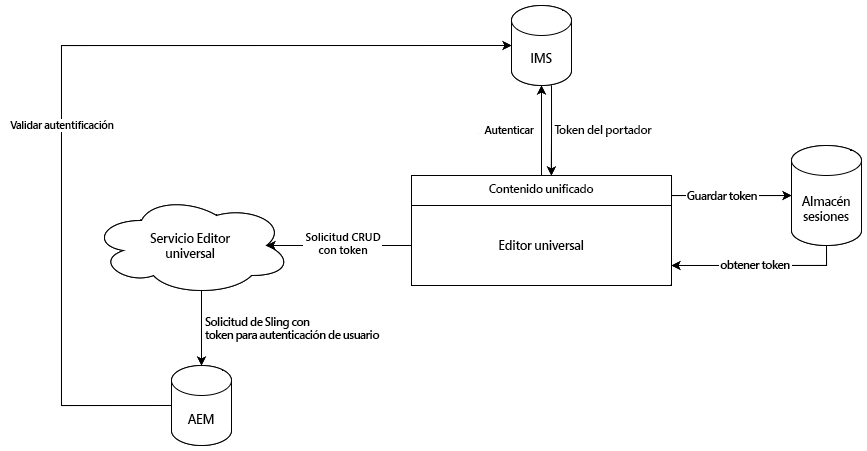 IMS
Validar autentificación
Autenticar
Token del portador
Contenido unificado
Guardar token
Almacén
sesiones
Servicio Editor
universal
Solicitud CRUD
con token
Editor universal
obtener token
Solicitud de Sling con
token para autenticación de usuario
AEM